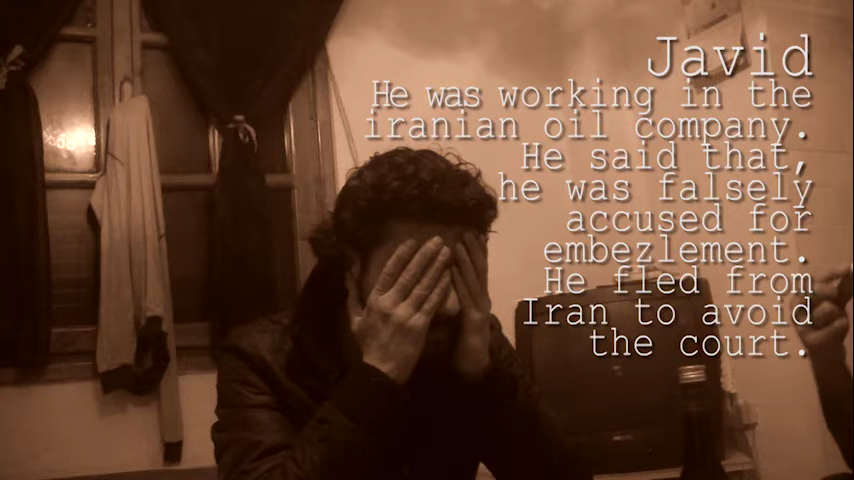 Javid
He was working in the
iranian oil company.
He said that,
he was falsely
accused for
embezlement.
He fled from
Iran to avoid
the court.